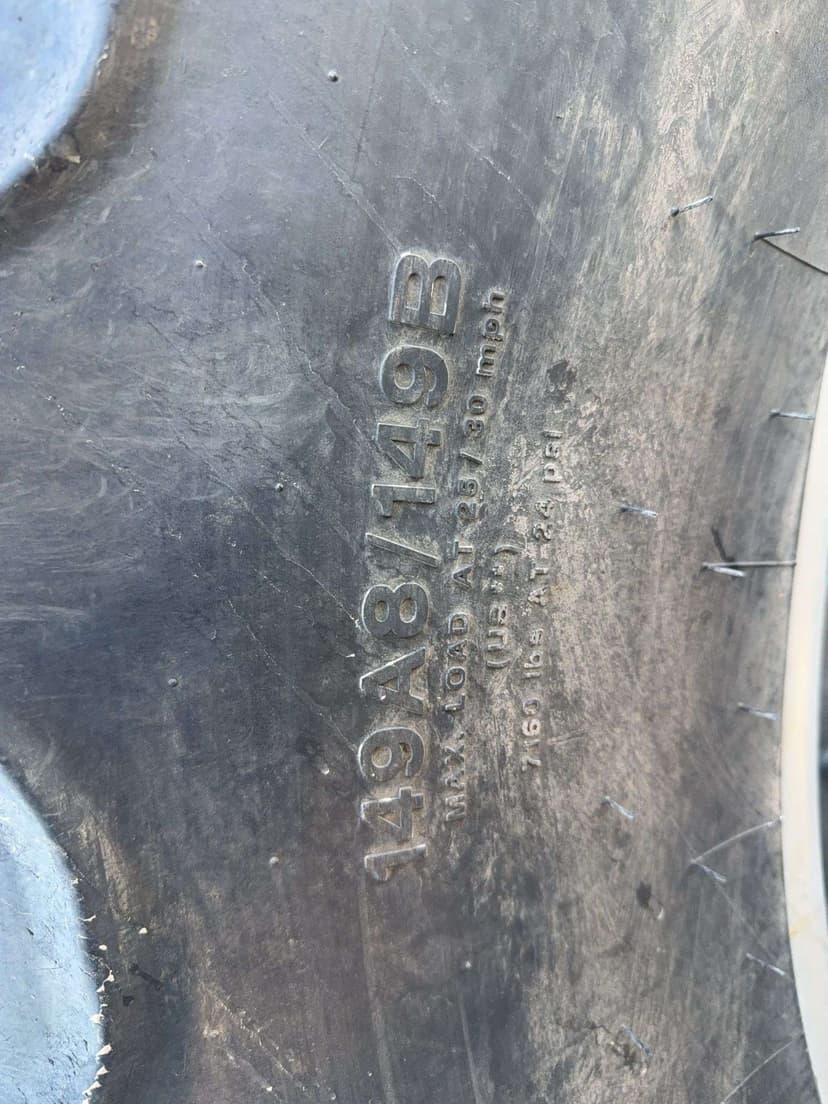 149A8/149B
MAX. LOAD AT 25/30 mph
(US **)
7160 lbs AT 24 psi